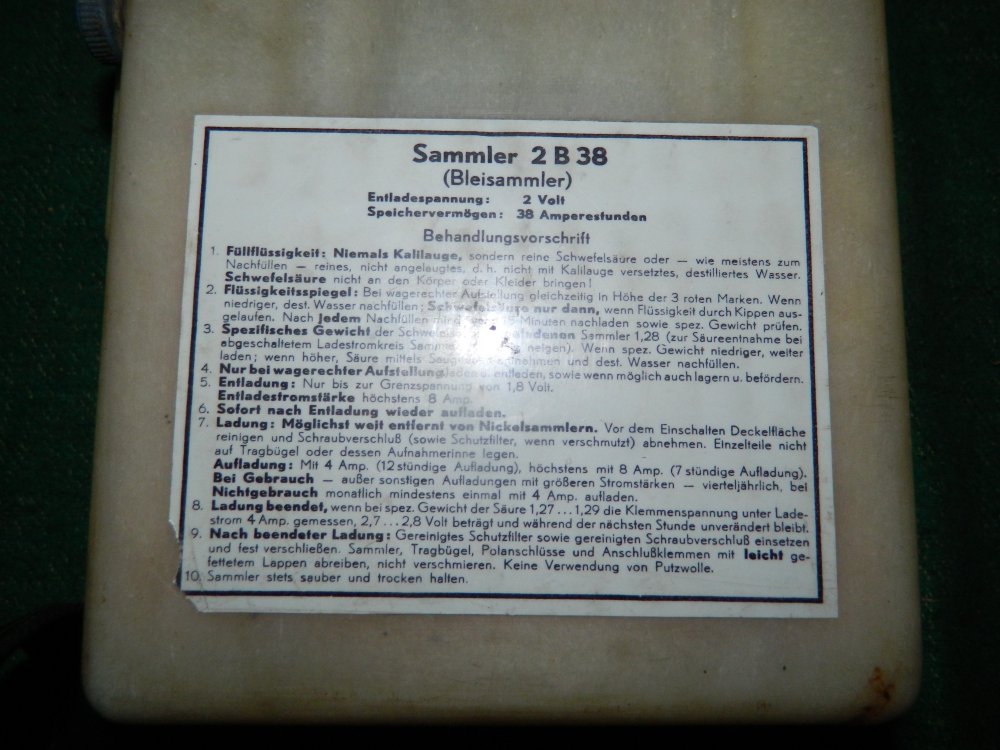 Sammler 2 B 38
(Bleisammler)
Entladespannung: 2 Volt
Speichervermögen: 38 Amperestunden
Behandlungsvorschrift
1. Füllflüssigkeit: Niemals Kalilauge, sondern reine Schwefelsäure oder — wie meistens zum
Nachfüllen — reines, nicht angelaugtes, d. h. nicht mit Kalilauge versetztes, destilliertes Wasser.
Schwefelsäure nicht an den Körper oder Kleider bringen!
2. Flüssigkeitsspiegel: Bei wagerechter Aufstellung gleichzeitig in Höhe der 3 roten Marken. Wenn
niedriger, dest. Wasser nachfüllen; Schwefelsäure nur dann, wenn Flüssigkeit durch Kippen aus-
gelaufen. Nach jedem Nachfüllen 15 Minuten nachladen sowie spez. Gewicht prüfen.
3. Spezifisches Gewicht der Sammler 1,28 (zur Säureentnahme bei
abgeschaltetem Ladestromkreis neigen). Wenn spez. Gewicht niedriger, weiter
laden; wenn höher, Säure mittels und dest. Wasser nachfüllen.
4. Nur bei wagerechter Aufstellung laden u. entladen, sowie wenn möglich auch lagern u. befördern.
5. Entladung: Nur bis zur Grenzspannung von 1,8 Volt.
Entladestromstärke höchstens 8 Amp.
6. Sofort nach Entladung wieder aufladen.
7. Ladung: Möglichst weit entfernt von Nickelsammlern. Vor dem Einschalten Deckelfläche
reinigen und Schraubverschluß (sowie Schutzfilter, wenn verschmutzt) abnehmen. Einzelteile nicht
auf Tragbügel oder dessen Aufnahmerinne legen.
Aufladung: Mit 4 Amp. (12 stündige Aufladung), höchstens mit 8 Amp. (7 stündige Aufladung).
Bei Gebrauch — außer sonstigen Aufladungen mit größeren Stromstärken — vierteljährlich, bei
Nichtgebrauch monatlich mindestens einmal mit 4 Amp. aufladen.
8. Ladung beendet, wenn bei spez. Gewicht der Säure 1,27 . . . 1,29 die Klemmenspannung unter Lade-
strom 4 Amp. gemessen, 2,7 . . . 2,8 Volt beträgt und während der nächsten Stunde unverändert bleibt.
9. Nach beendeter Ladung: Gereinigtes Schutzfilter sowie gereinigten Schraubverschluß einsetzen
und fest verschließen. Sammler, Tragbügel, Polanschlüsse und Anschlußklemmen mit leicht ge-
fettetem Lappen abreiben, nicht verschmieren. Keine Verwendung von Putzwolle.
10. Sammler stets sauber und trocken halten.